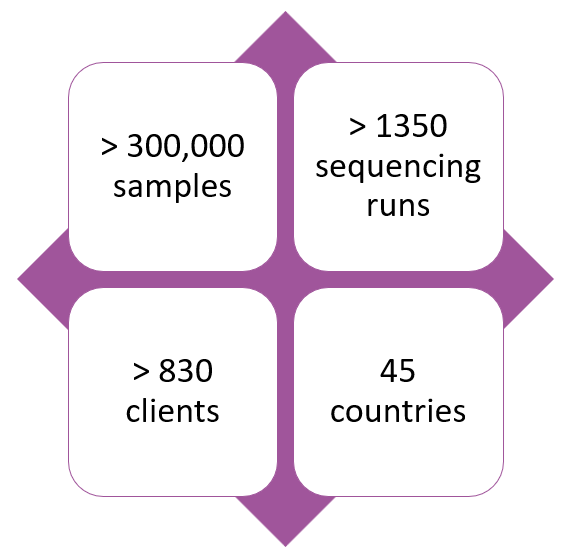 > 300,000
samples
> 1350
sequencing
runs
> 830
clients
45
countries